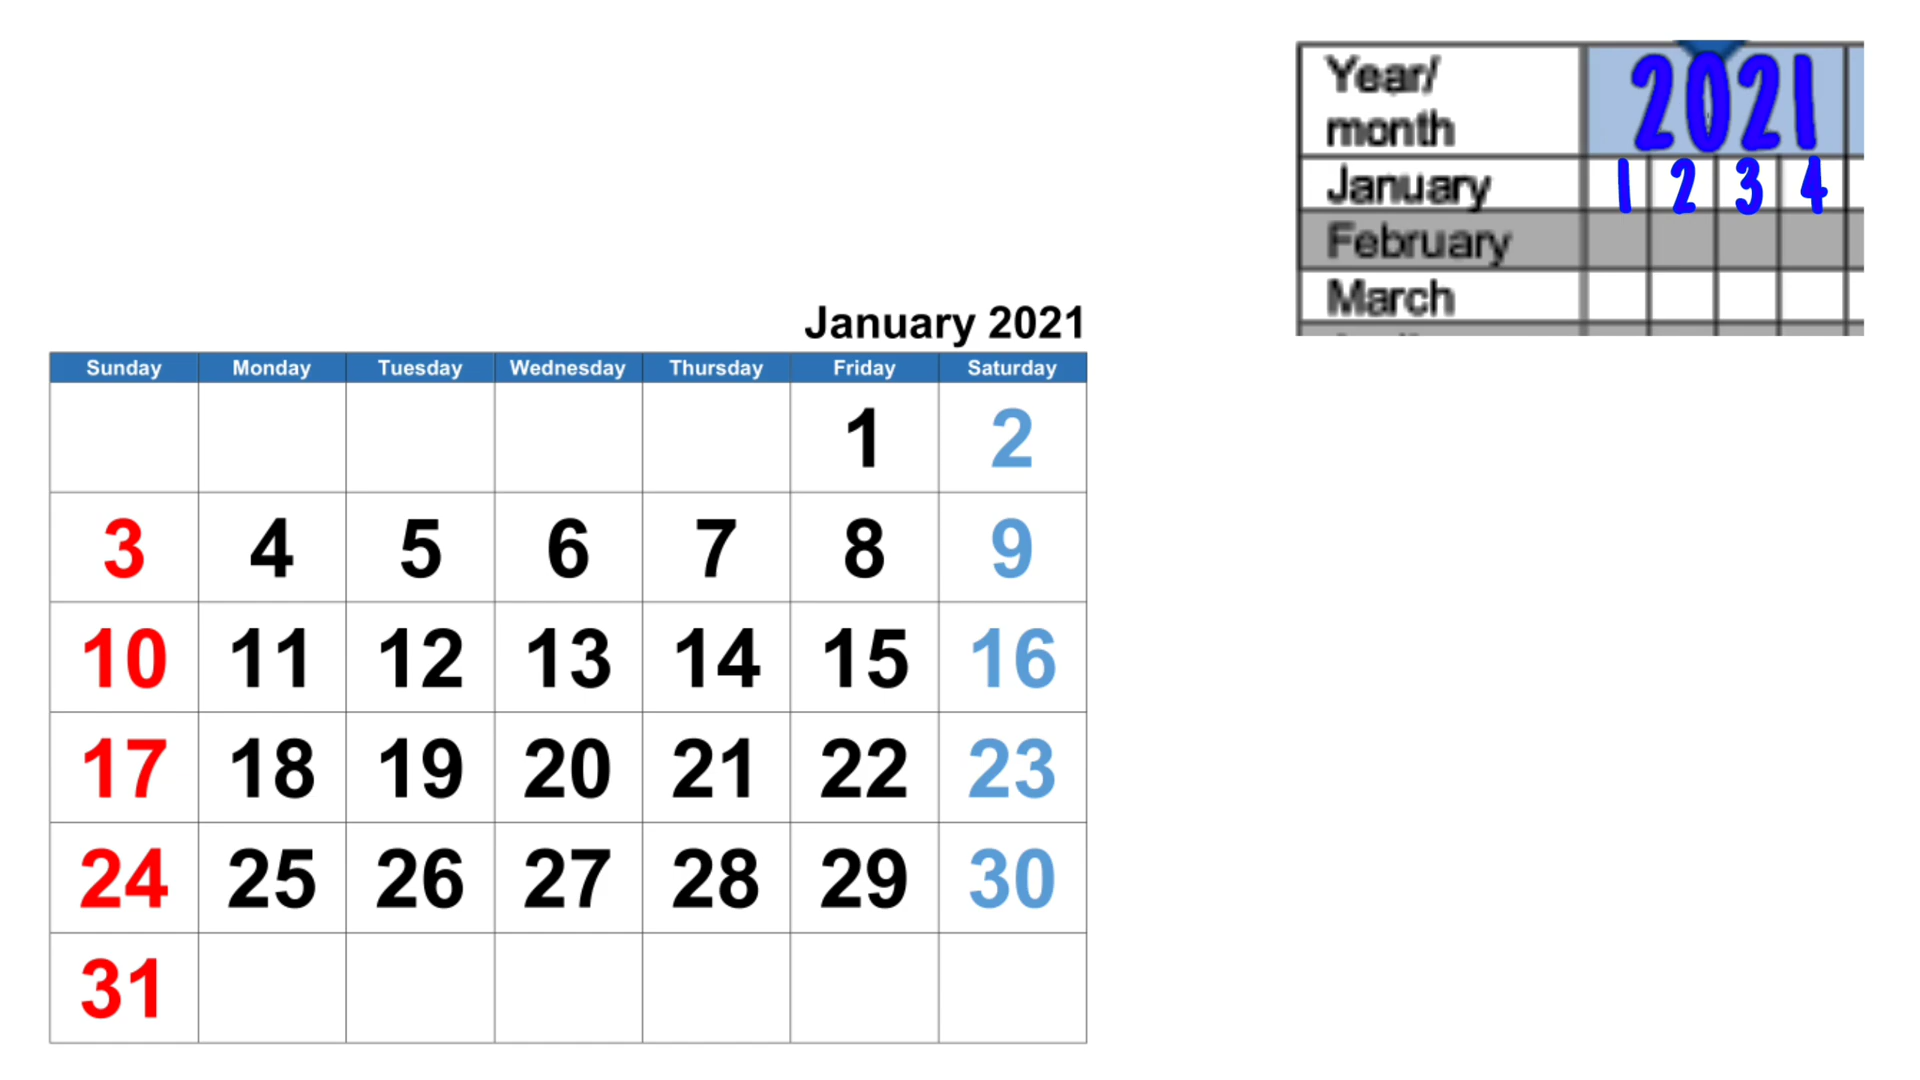 Year/ 2021
month
January 1 2 3 4
February
March
January 2021
Sunday Monday Tuesday Wednesday Thursday Friday Saturday
1 2
3 4 5 6 7 8 9
10 11 12 13 14 15 16
17 18 19 20 21 22 23
24 25 26 27 28 29 30
31